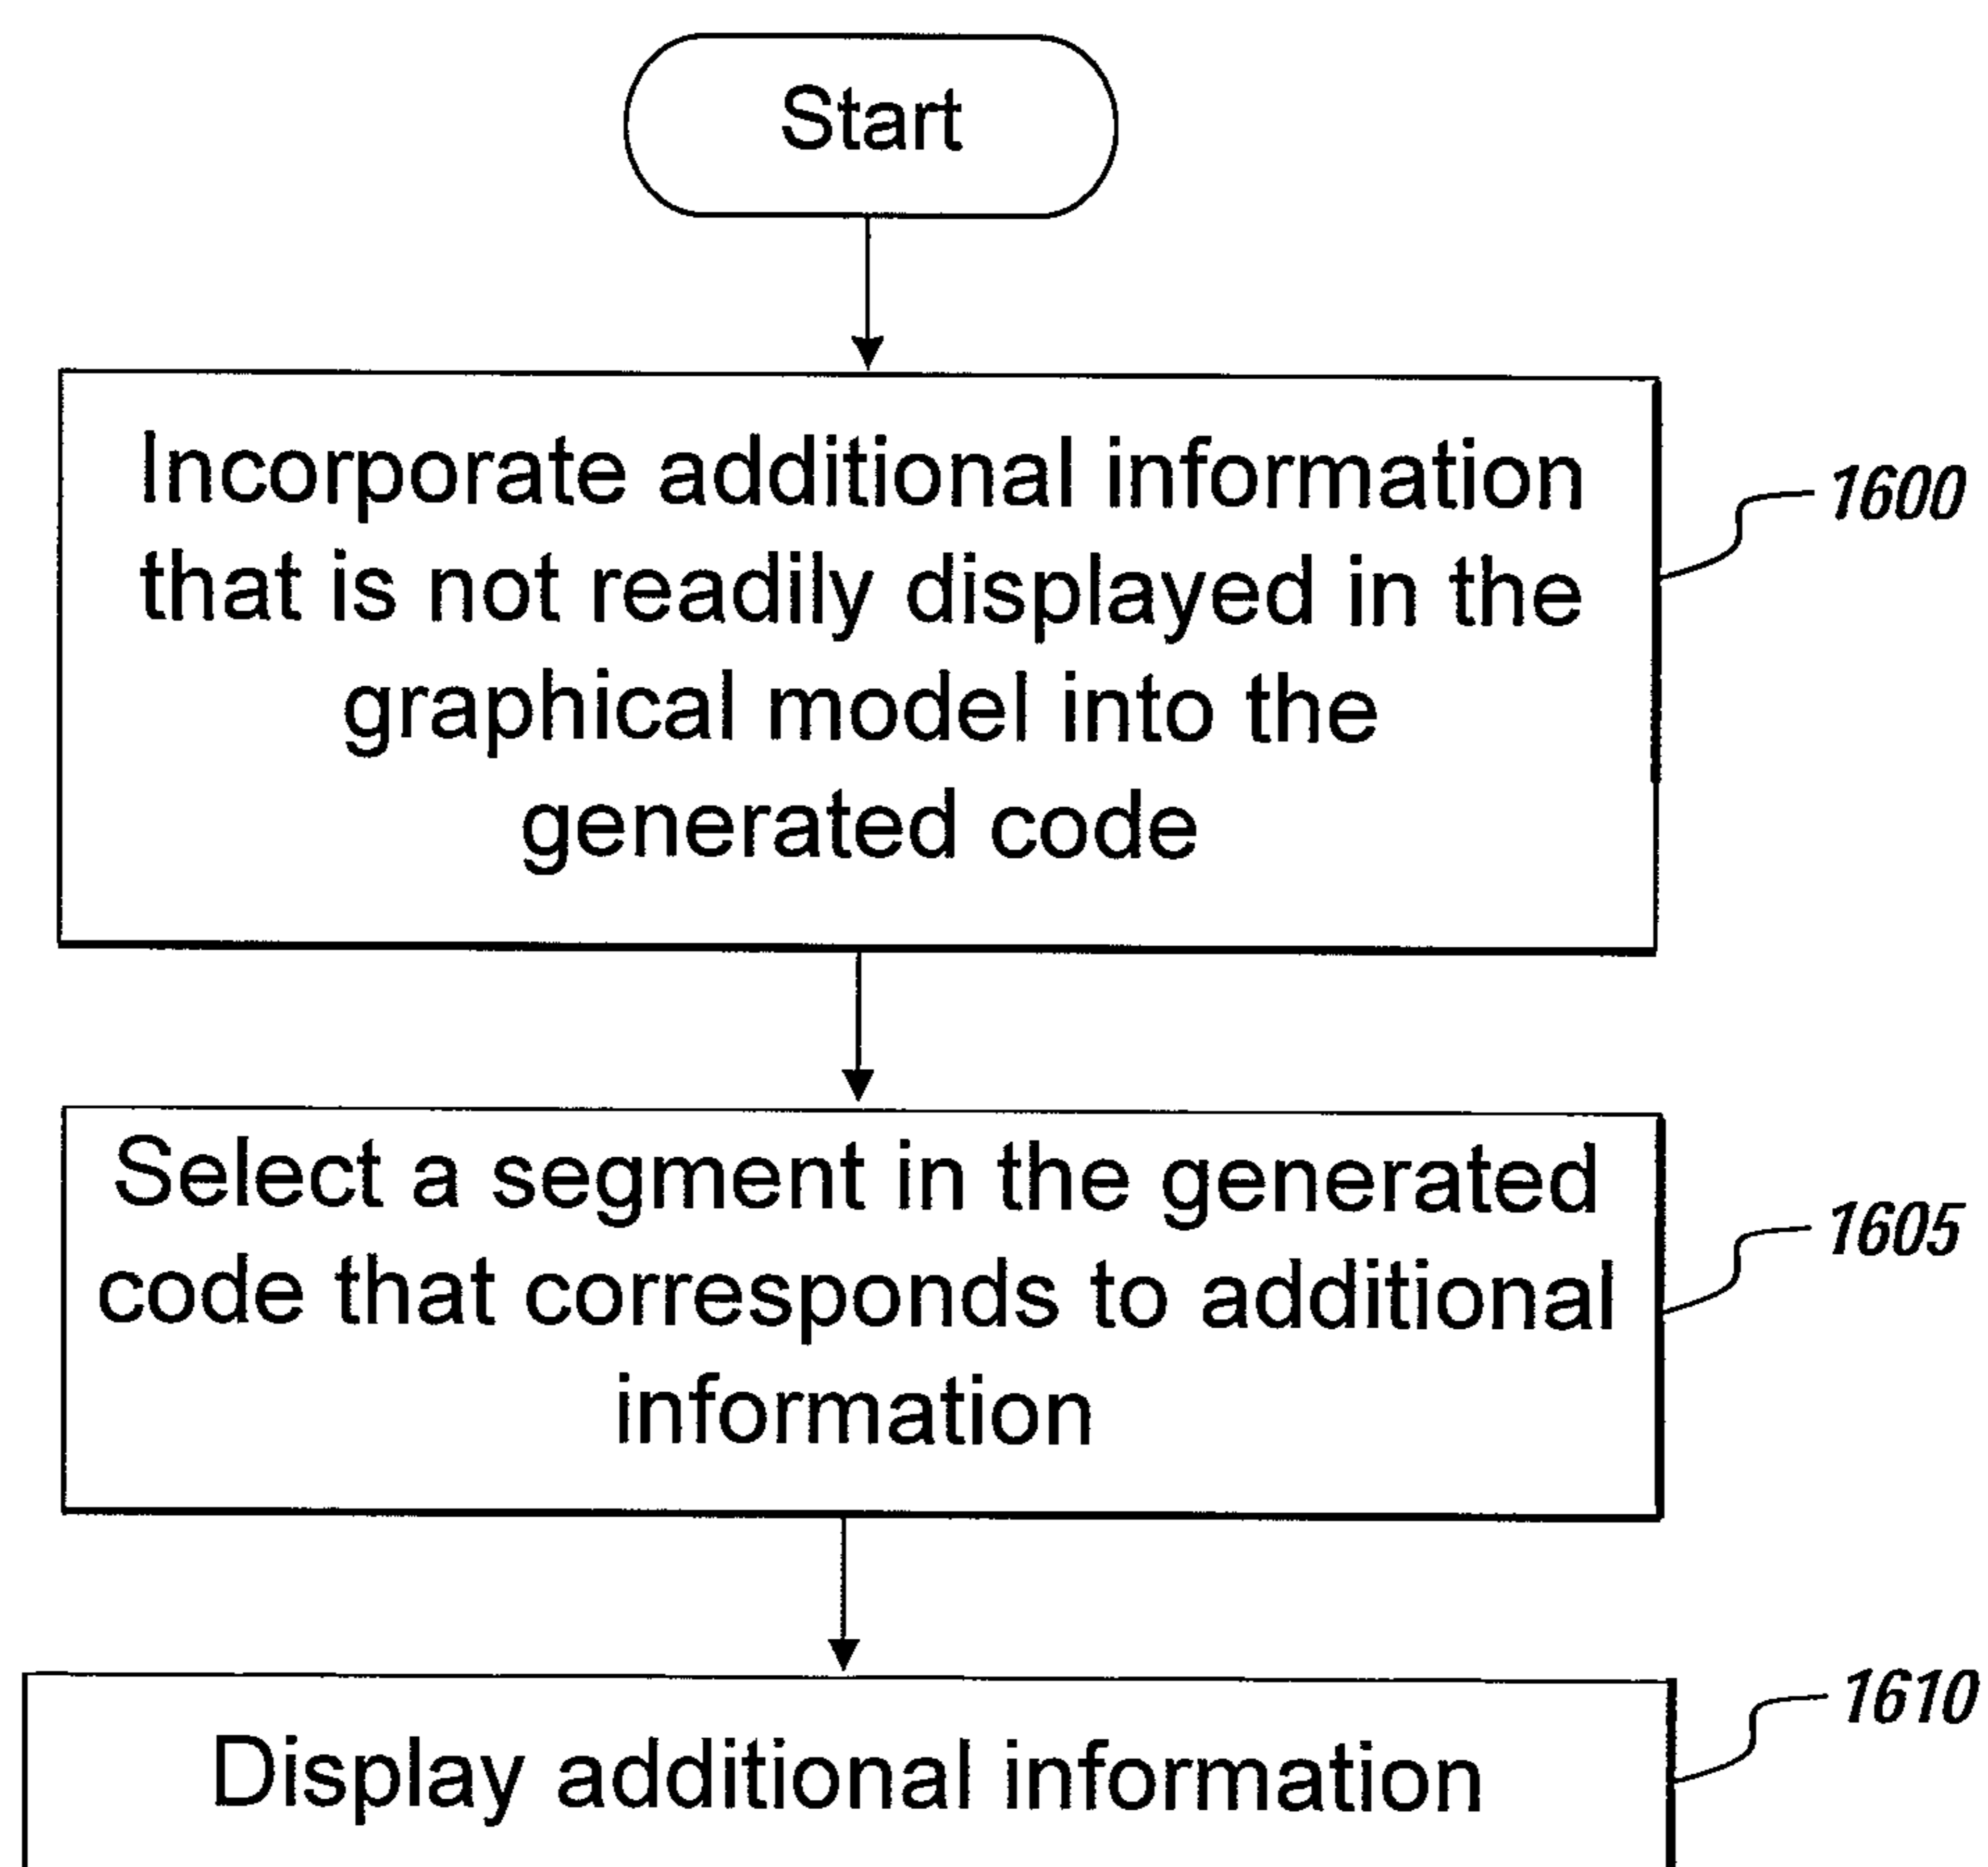 Start
Incorporate additional information
that is not readily displayed in the
graphical model into the
generated code
1600
Select a segment in the generated
code that corresponds to additional
information
1605
Display additional information
1610